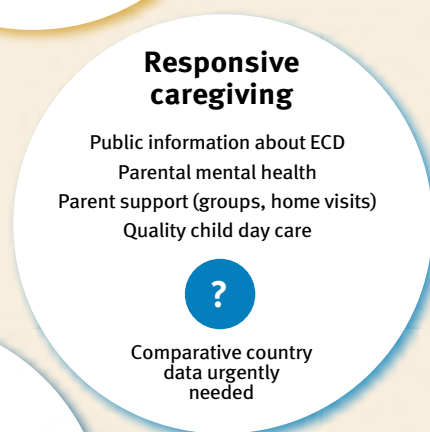 Responsive
caregiving
Public information about ECD
Parental mental health
Parent support (groups, home visits)
Quality child day care
?
Comparative country
data urgently
needed